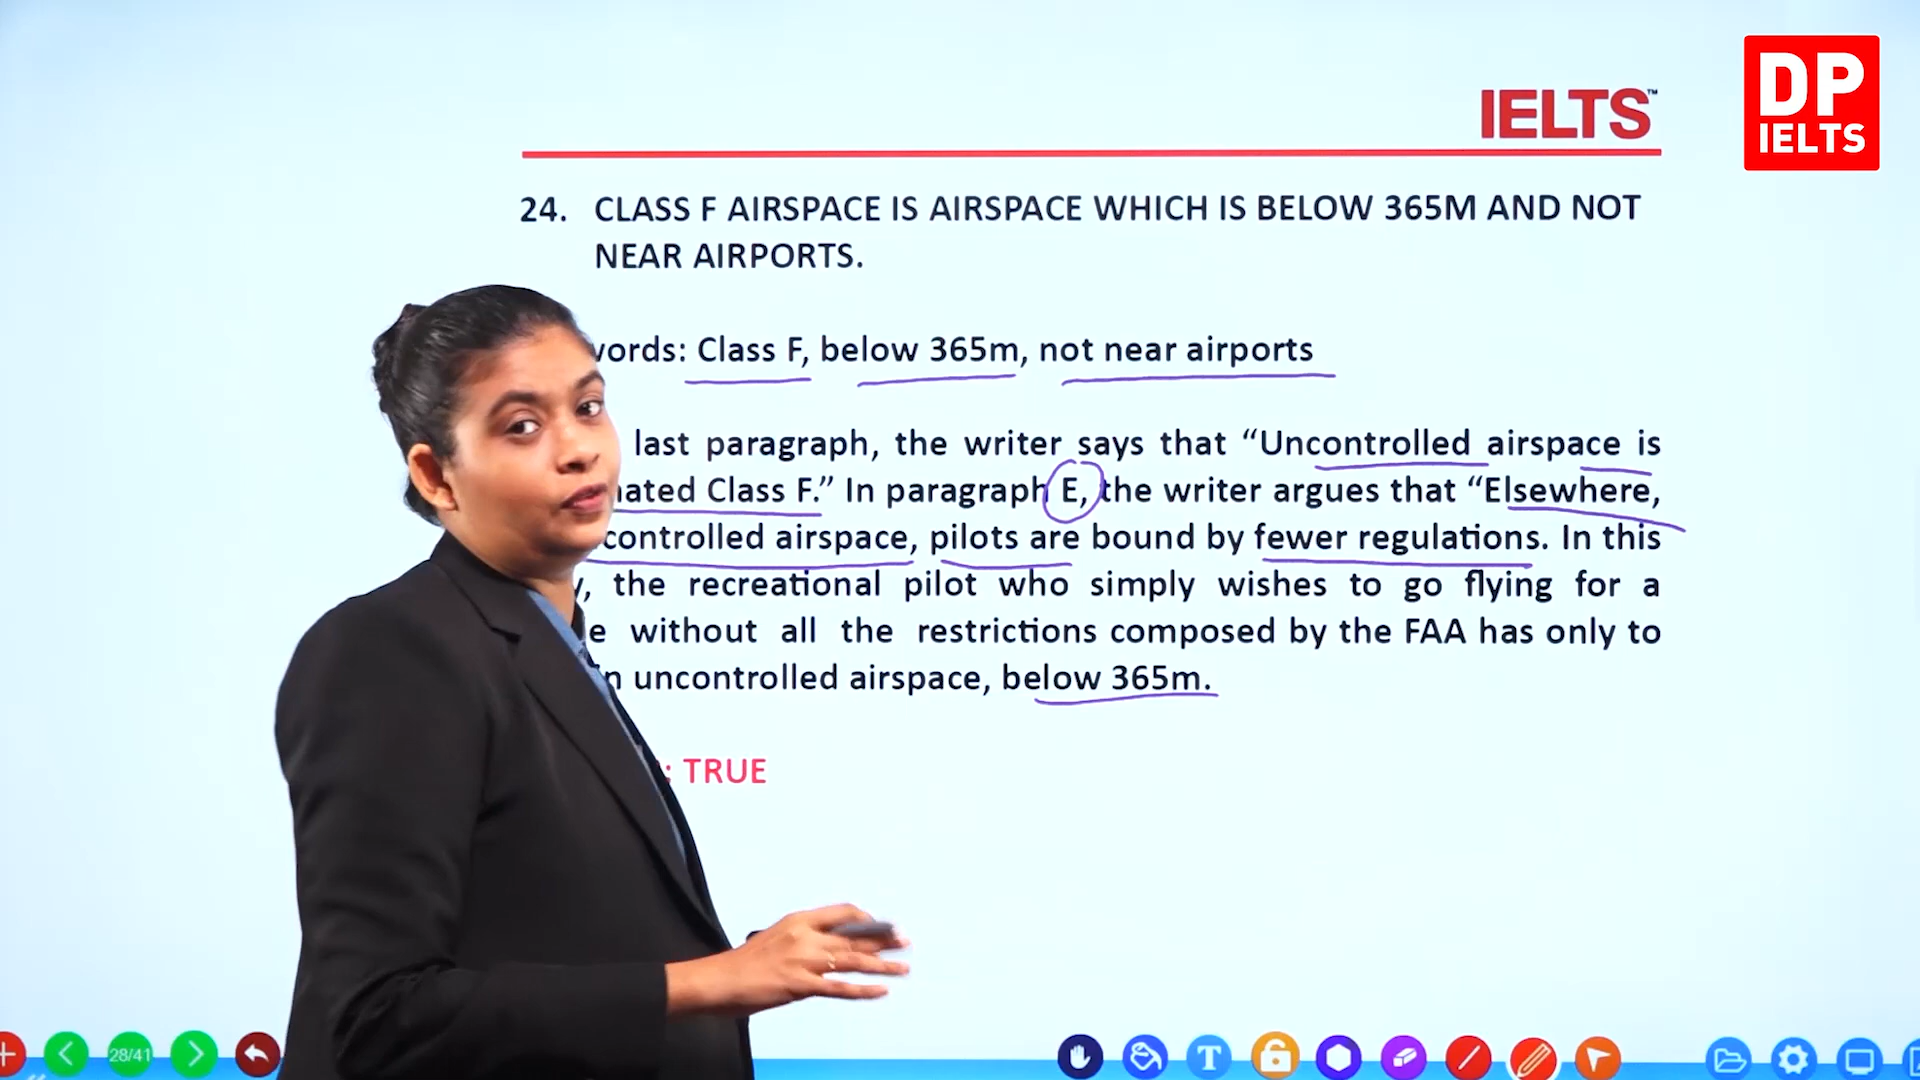 DP
IELTS
IELTS™
24. CLASS F AIRSPACE IS AIRSPACE WHICH IS BELOW 365M AND NOT
NEAR AIRPORTS.
words: Class F, below 365m, not near airports
last paragraph, the writer says that “Uncontrolled airspace is
nated Class F.” In paragraph E, the writer argues that “Elsewhere,
controlled airspace, pilots are bound by fewer regulations. In this
y, the recreational pilot who simply wishes to go flying for a
e without all the restrictions composed by the FAA has only to
n uncontrolled airspace, below 365m.
: TRUE
28/41
T